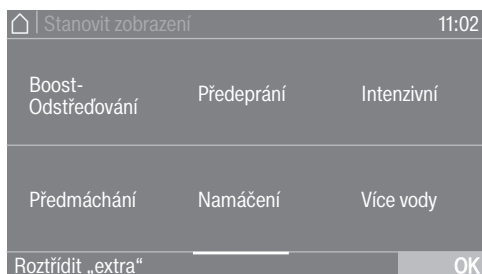 Stanovit zobrazení 11:02
Boost-
Odstřeďování
Předeprání
Intenzivní
Předmáchání
Namáčení
Více vody
Roztřídit „extra“ OK